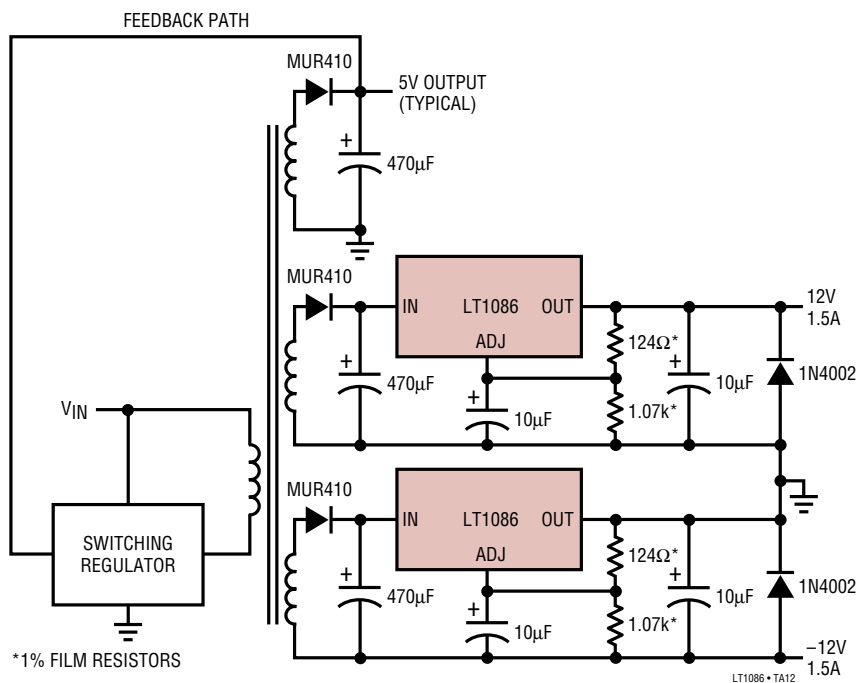 FEEDBACK PATH
MUR410
5V OUTPUT
(TYPICAL)
+
470µF
MUR410
IN
LT1086
OUT
ADJ
12V
1.5A
124Ω*
+
470µF
+
10µF
1.07k*
+
10µF
1N4002
VIN
SWITCHING
REGULATOR
MUR410
IN
LT1086
OUT
ADJ
124Ω*
+
470µF
+
10µF
1.07k*
+
10µF
1N4002
–12V
1.5A
*1% FILM RESISTORS
LT1086 • TA12